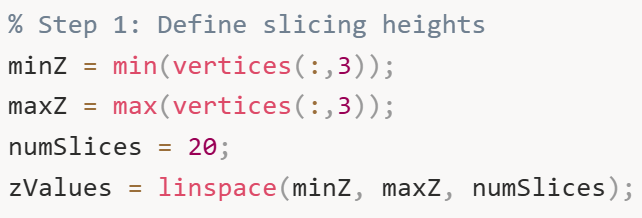 % Step 1: Define slicing heights
minZ = min(vertices(:,3));
maxZ = max(vertices(:,3));
numSlices = 20;
zValues = linspace(minZ, maxZ, numSlices);